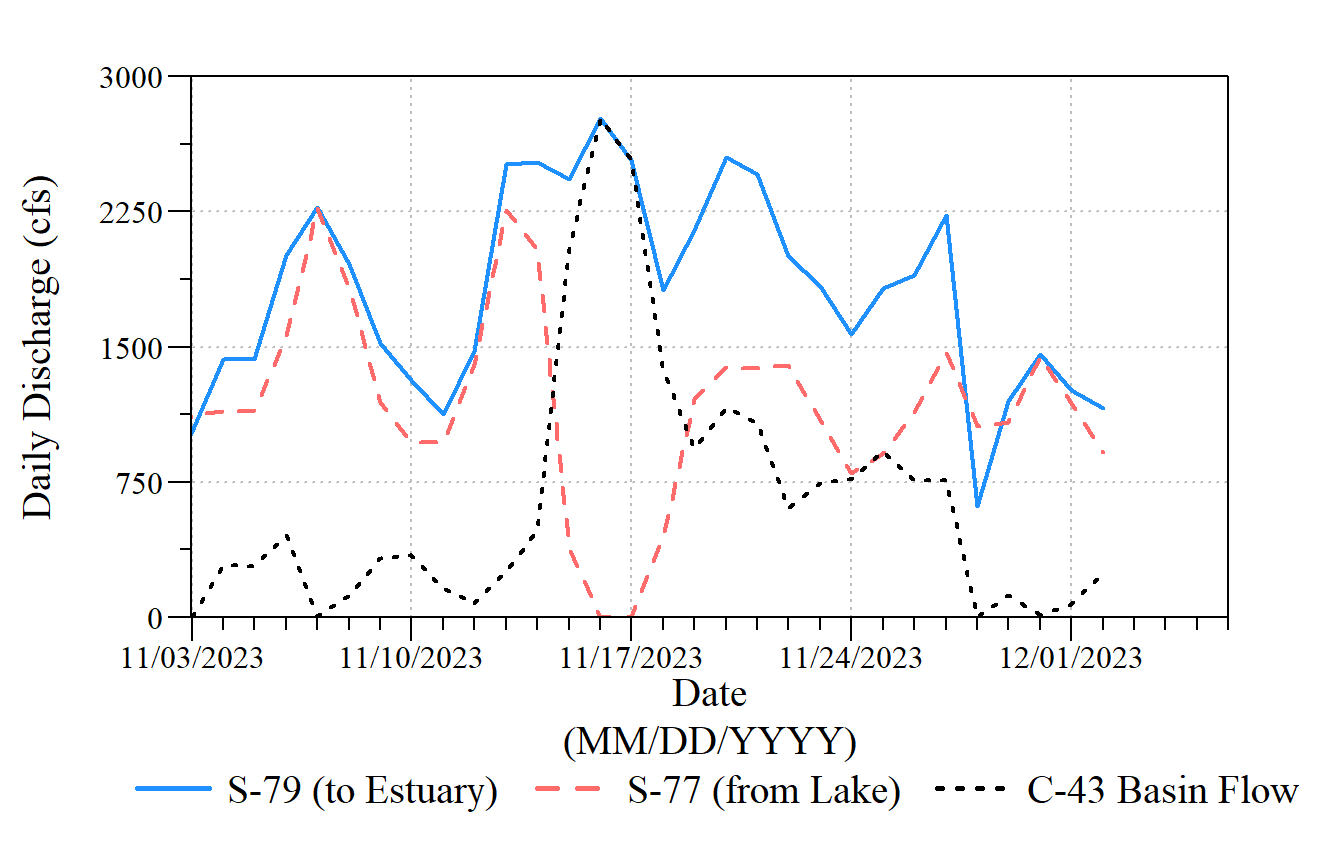 3000
2250
1500
750
0
Daily Discharge (cfs)
11/03/2023 11/10/2023 11/17/2023 11/24/2023 12/01/2023
Date
(MM/DD/YYYY)
S-79 (to Estuary) S-77 (from Lake) C-43 Basin Flow